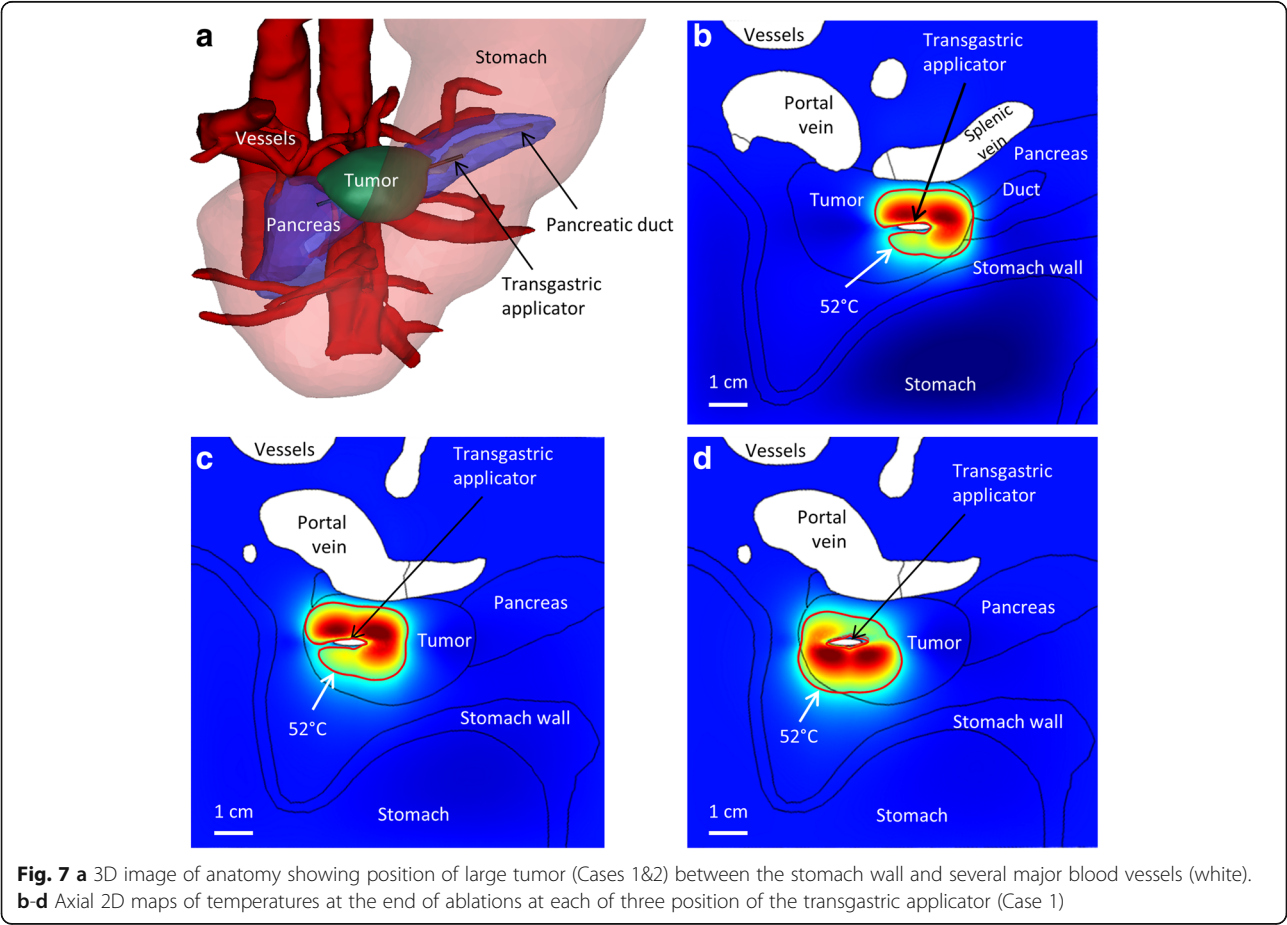 a
Stomach
Vessels
Tumor
Pancreas
Pancreatic duct
Transgastric
applicator
b
Vessels
Transgastric
applicator
Portal
vein
Splenic
vein
Pancreas
Tumor
Duct
Stomach wall
52°C
Stomach
1 cm
c
Vessels
Transgastric
applicator
Portal
vein
Pancreas
Tumor
52°C
Stomach wall
1 cm
Stomach
d
Vessels
Transgastric
applicator
Portal
vein
Pancreas
Tumor
Stomach wall
52°C
1 cm
Stomach
Fig. 7 a 3D image of anatomy showing position of large tumor (Cases 1&2) between the stomach wall and several major blood vessels (white).
b-d Axial 2D maps of temperatures at the end of ablations at each of three position of the transgastric applicator (Case 1)